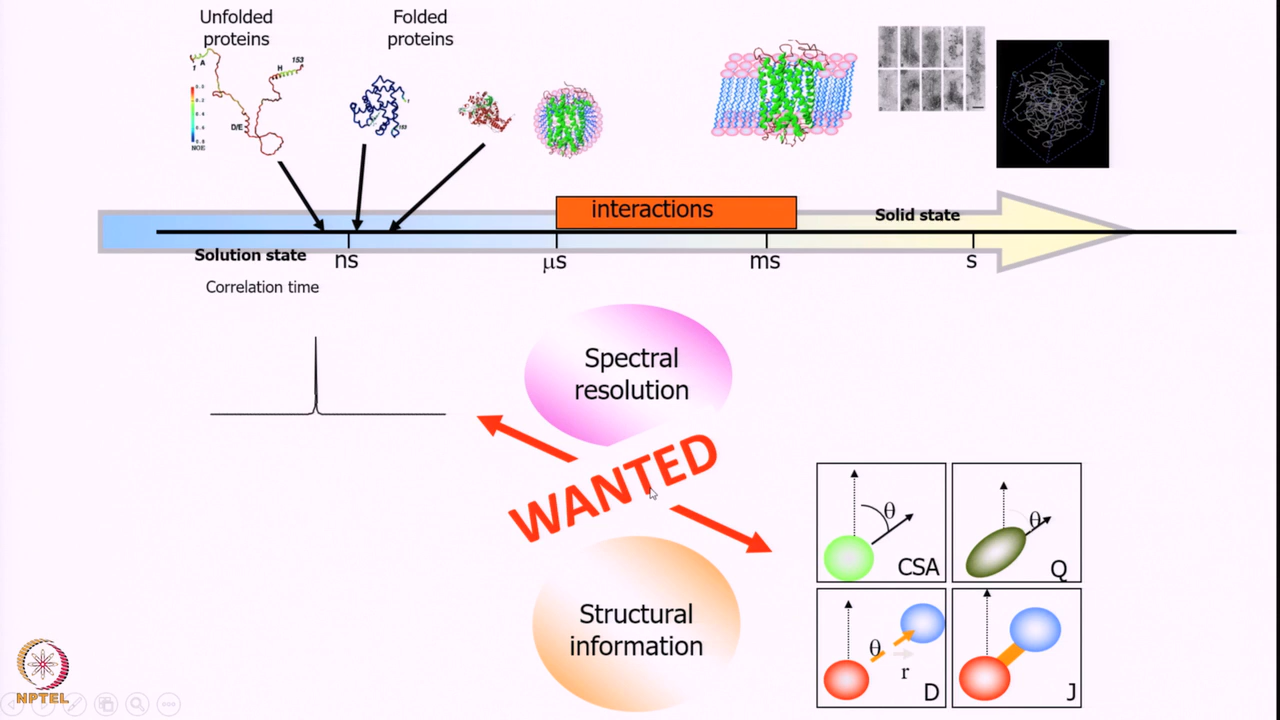 Unfolded
proteins
Folded
proteins
A
1
H
153
D/E
NOE
interactions
Solid state
Solution state
ns
μs
ms
s
Correlation time
Spectral
resolution
WANTED
Structural
information
θ
CSA
θ
Q
θ
r
D
J
NPTEL